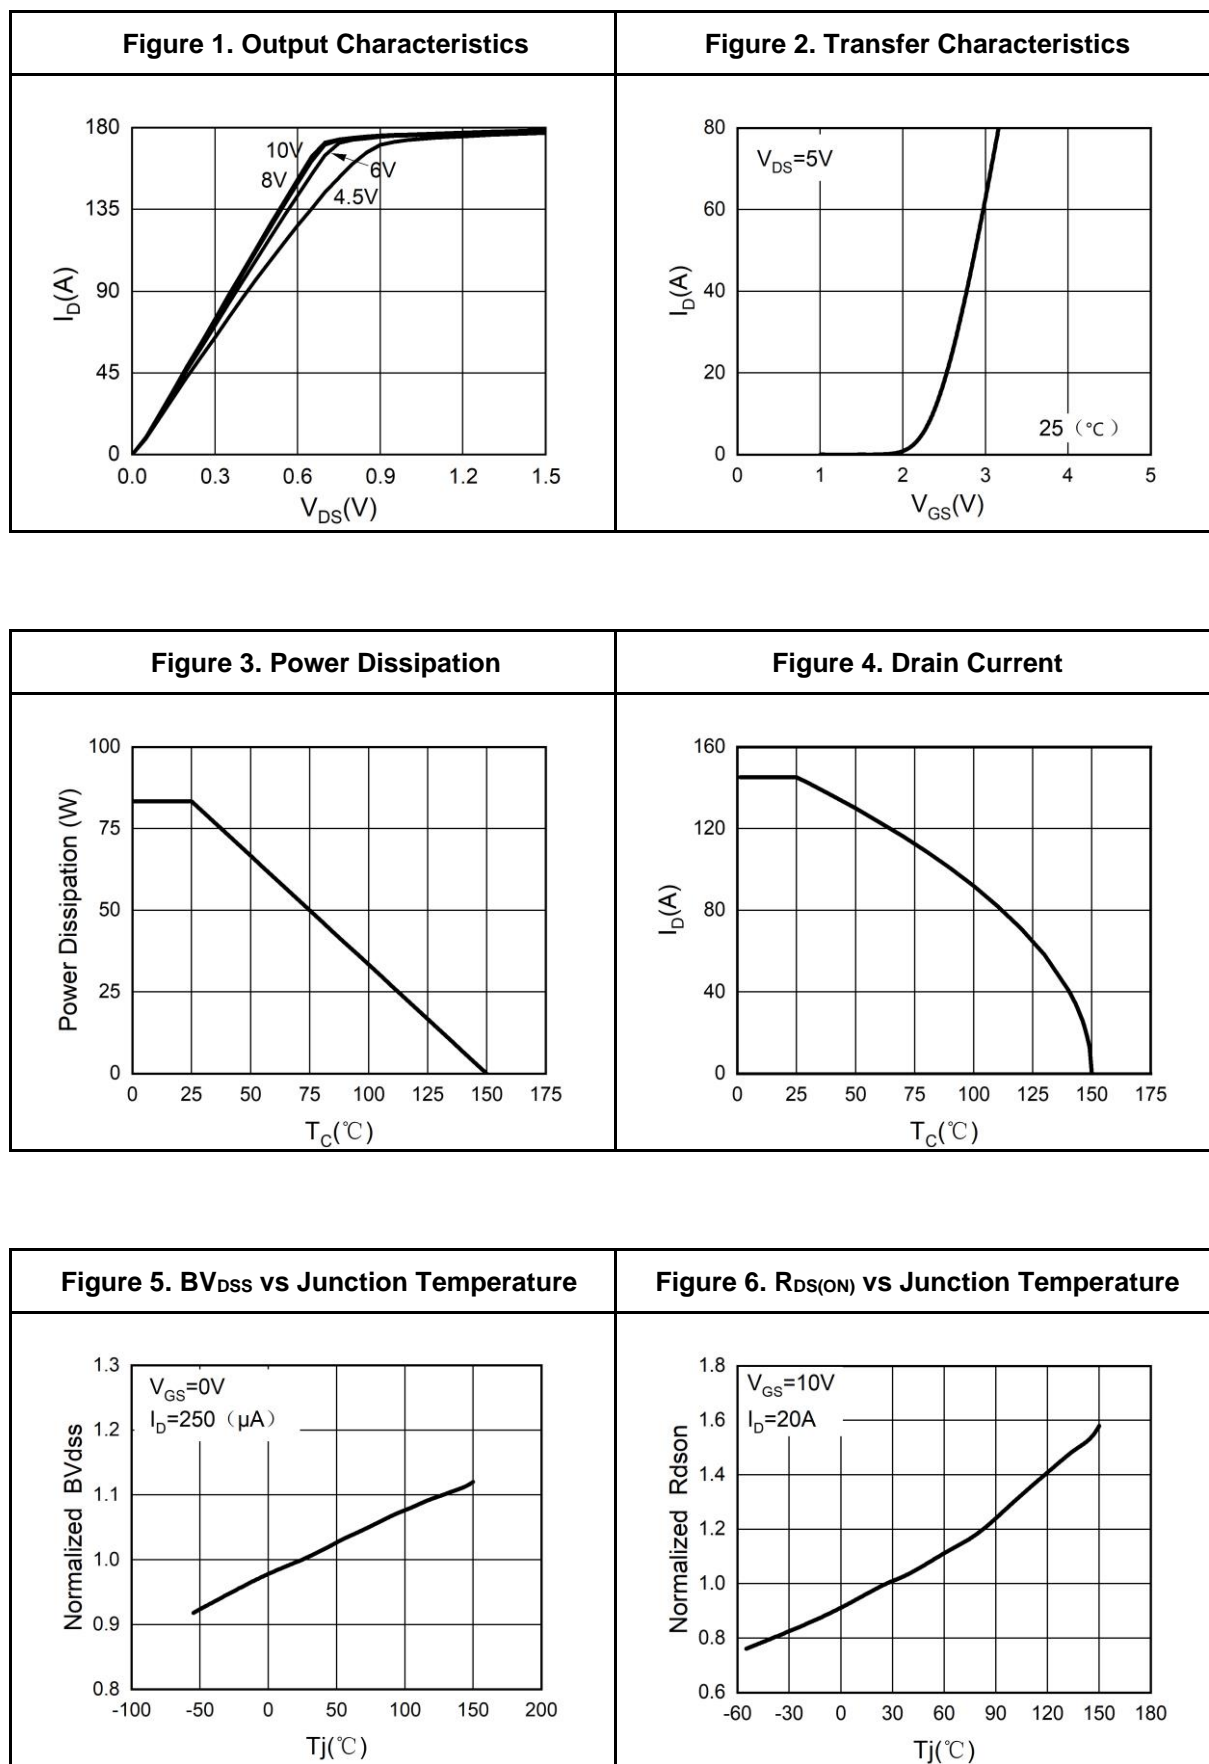 Figure 1. Output Characteristics
Figure 2. Transfer Characteristics
180
135
90
45
0
I_D(A)
10V
8V
6V
4.5V
0.0 0.3 0.6 0.9 1.2 1.5
V_DS(V)
80
60
40
20
0
I_D(A)
V_DS=5V
25（℃）
0 1 2 3 4 5
V_GS(V)
Figure 3. Power Dissipation
Figure 4. Drain Current
100
75
50
25
0
Power Dissipation (W)
0 25 50 75 100 125 150 175
T_C(℃)
160
120
80
40
0
I_D(A)
0 25 50 75 100 125 150 175
T_C(℃)
Figure 5. BV_DSS vs Junction Temperature
Figure 6. R_DS(ON) vs Junction Temperature
1.3
1.2
1.1
1.0
0.9
0.8
Normalized BVdss
V_GS=0V
I_D=250（μA）
-100 -50 0 50 100 150 200
Tj(℃)
1.8
1.6
1.4
1.2
1.0
0.8
0.6
Normalized Rdson
V_GS=10V
I_D=20A
-60 -30 0 30 60 90 120 150 180
Tj(℃)